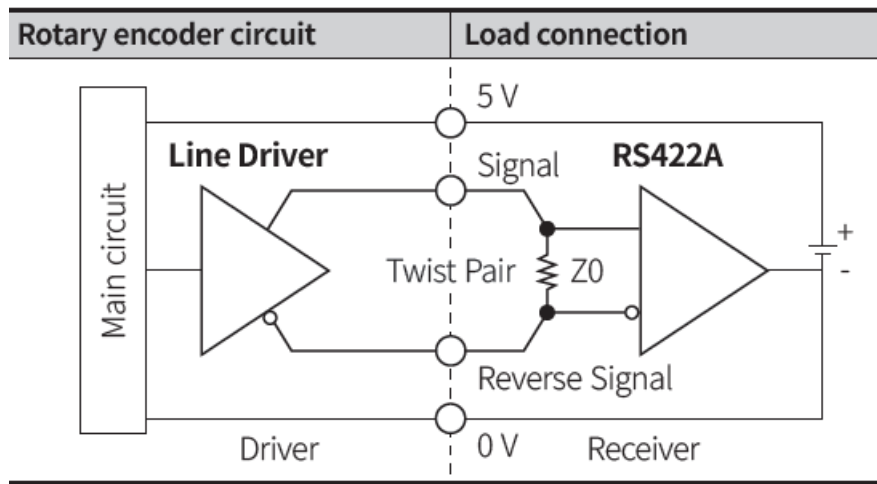 Rotary encoder circuit
Load connection
5 V
Line Driver
Signal
RS422A
Main circuit
+
Twist Pair
Z0
-
Reverse Signal
Driver
0 V
Receiver